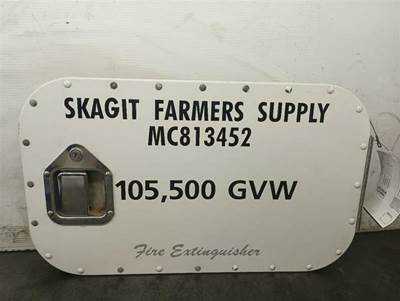 SKAGIT FARMERS SUPPLY
MC813452
105,500 GVW
Fire Extinguisher